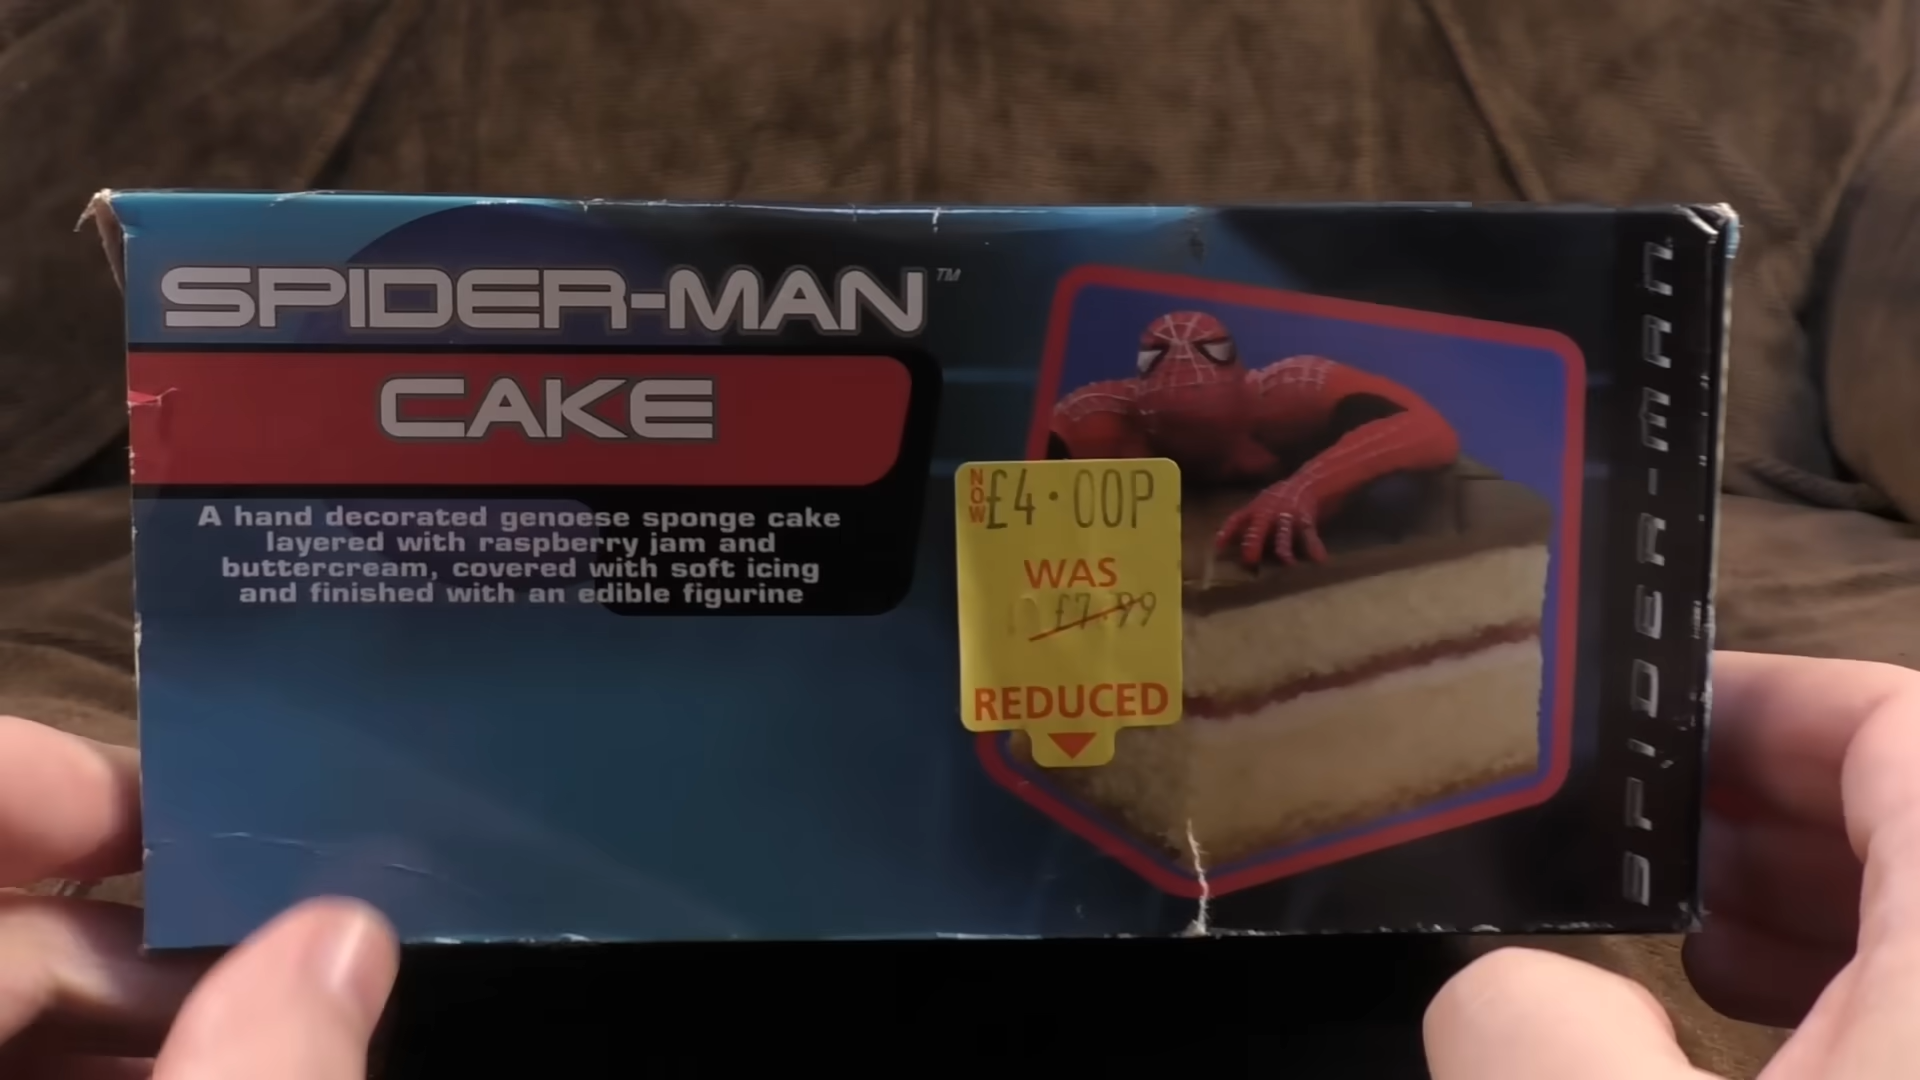 SPIDER-MAN™
CAKE
A hand decorated genoese sponge cake
layered with raspberry jam and
buttercream, covered with soft icing
and finished with an edible figurine
NOW £4.00P
WAS
£7.99
REDUCED
SPIDER-MAN